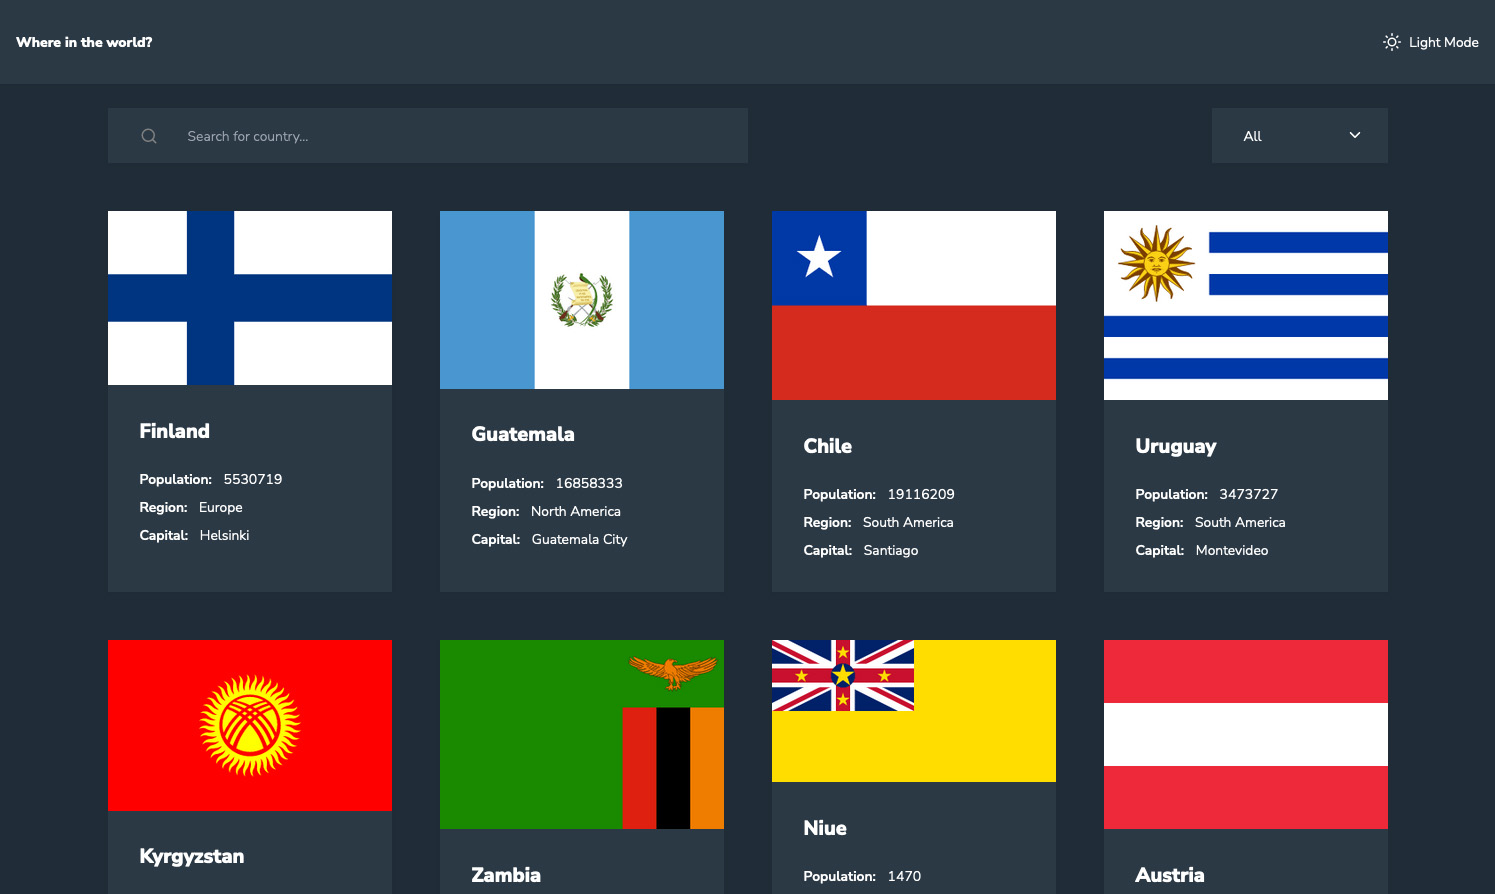 Where in the world?
Light Mode
Search for country...
All
Finland
Population: 5530719
Region: Europe
Capital: Helsinki
Guatemala
Population: 16858333
Region: North America
Capital: Guatemala City
Chile
Population: 19116209
Region: South America
Capital: Santiago
Uruguay
Population: 3473727
Region: South America
Capital: Montevideo
Kyrgyzstan
Zambia
Niue
Population: 1470
Austria